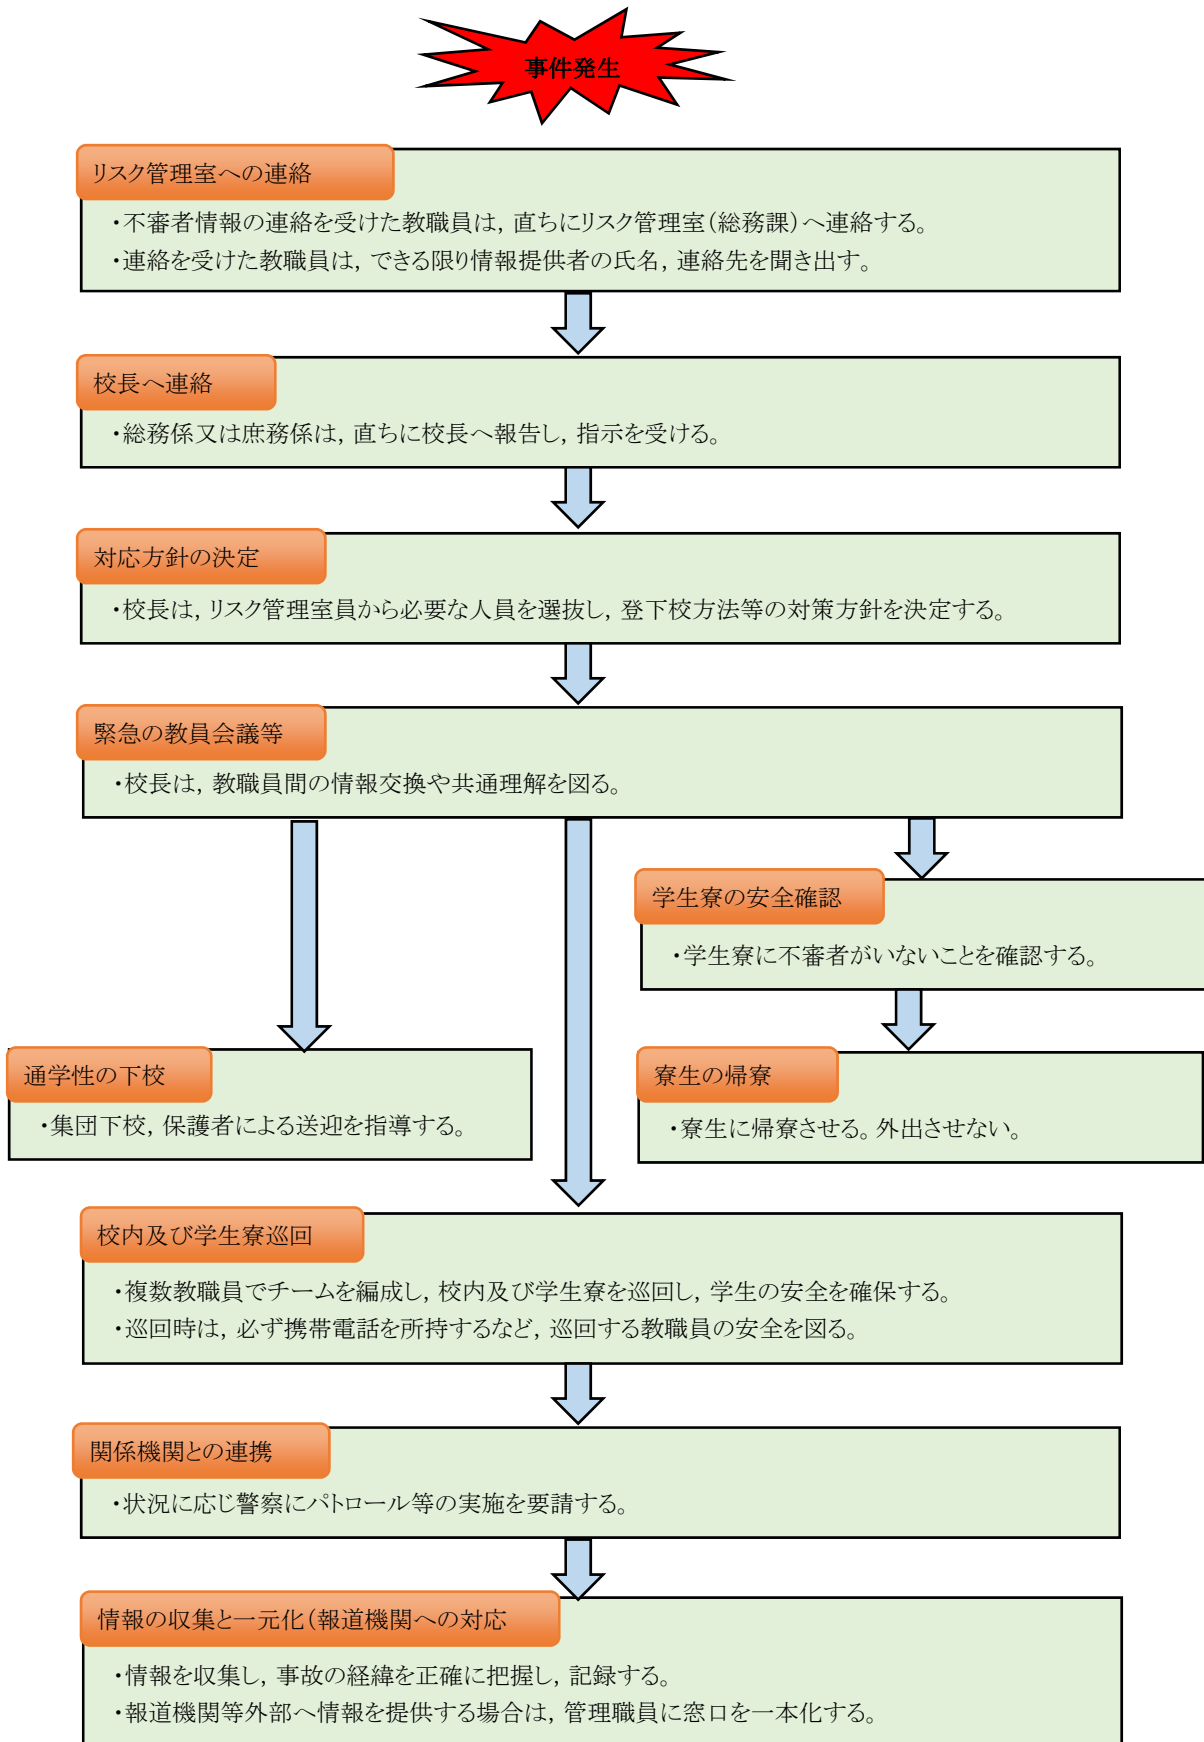 事件発生
リスク管理室への連絡
・不審者情報の連絡を受けた教職員は，直ちにリスク管理室（総務課）へ連絡する。
・連絡を受けた教職員は，できる限り情報提供者の氏名，連絡先を聞き出す。
校長へ連絡
・総務係又は庶務係は，直ちに校長へ報告し，指示を受ける。
対応方針の決定
・校長は，リスク管理室員から必要な人員を選抜し，登下校方法等の対策方針を決定する。
緊急の教員会議等
・校長は，教職員間の情報交換や共通理解を図る。
学生寮の安全確認
・学生寮に不審者がいないことを確認する。
通学性の下校
・集団下校，保護者による送迎を指導する。
寮生の帰寮
・寮生に帰寮させる。外出させない。
校内及び学生寮巡回
・複数教職員でチームを編成し，校内及び学生寮を巡回し，学生の安全を確保する。
・巡回時は，必ず携帯電話を所持するなど，巡回する教職員の安全を図る。
関係機関との連携
・状況に応じ警察にパトロール等の実施を要請する。
情報の収集と一元化（報道機関への対応
・情報を収集し，事故の経緯を正確に把握し，記録する。
・報道機関等外部へ情報を提供する場合は，管理職員に窓口を一本化する。